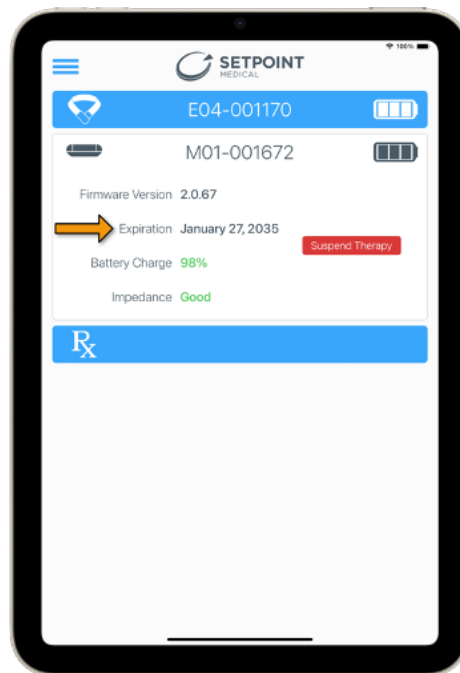 100%
SETPOINT
MEDICAL
E04-001170
M01-001672
Firmware Version 2.0.67
Expiration January 27, 2035
Suspend Therapy
Battery Charge 98%
Impedance Good
Rx